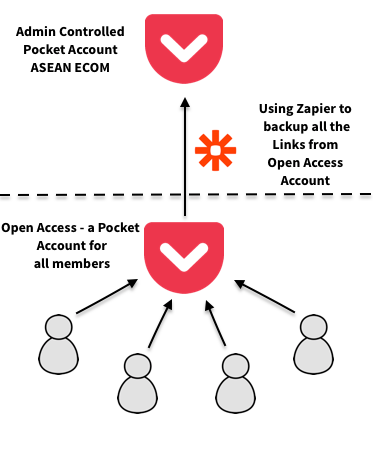 Admin Controlled
Pocket Account
ASEAN ECOM
Using Zapier to
backup all the
Links from
Open Access
Account
Open Access - a Pocket
Account for
all members